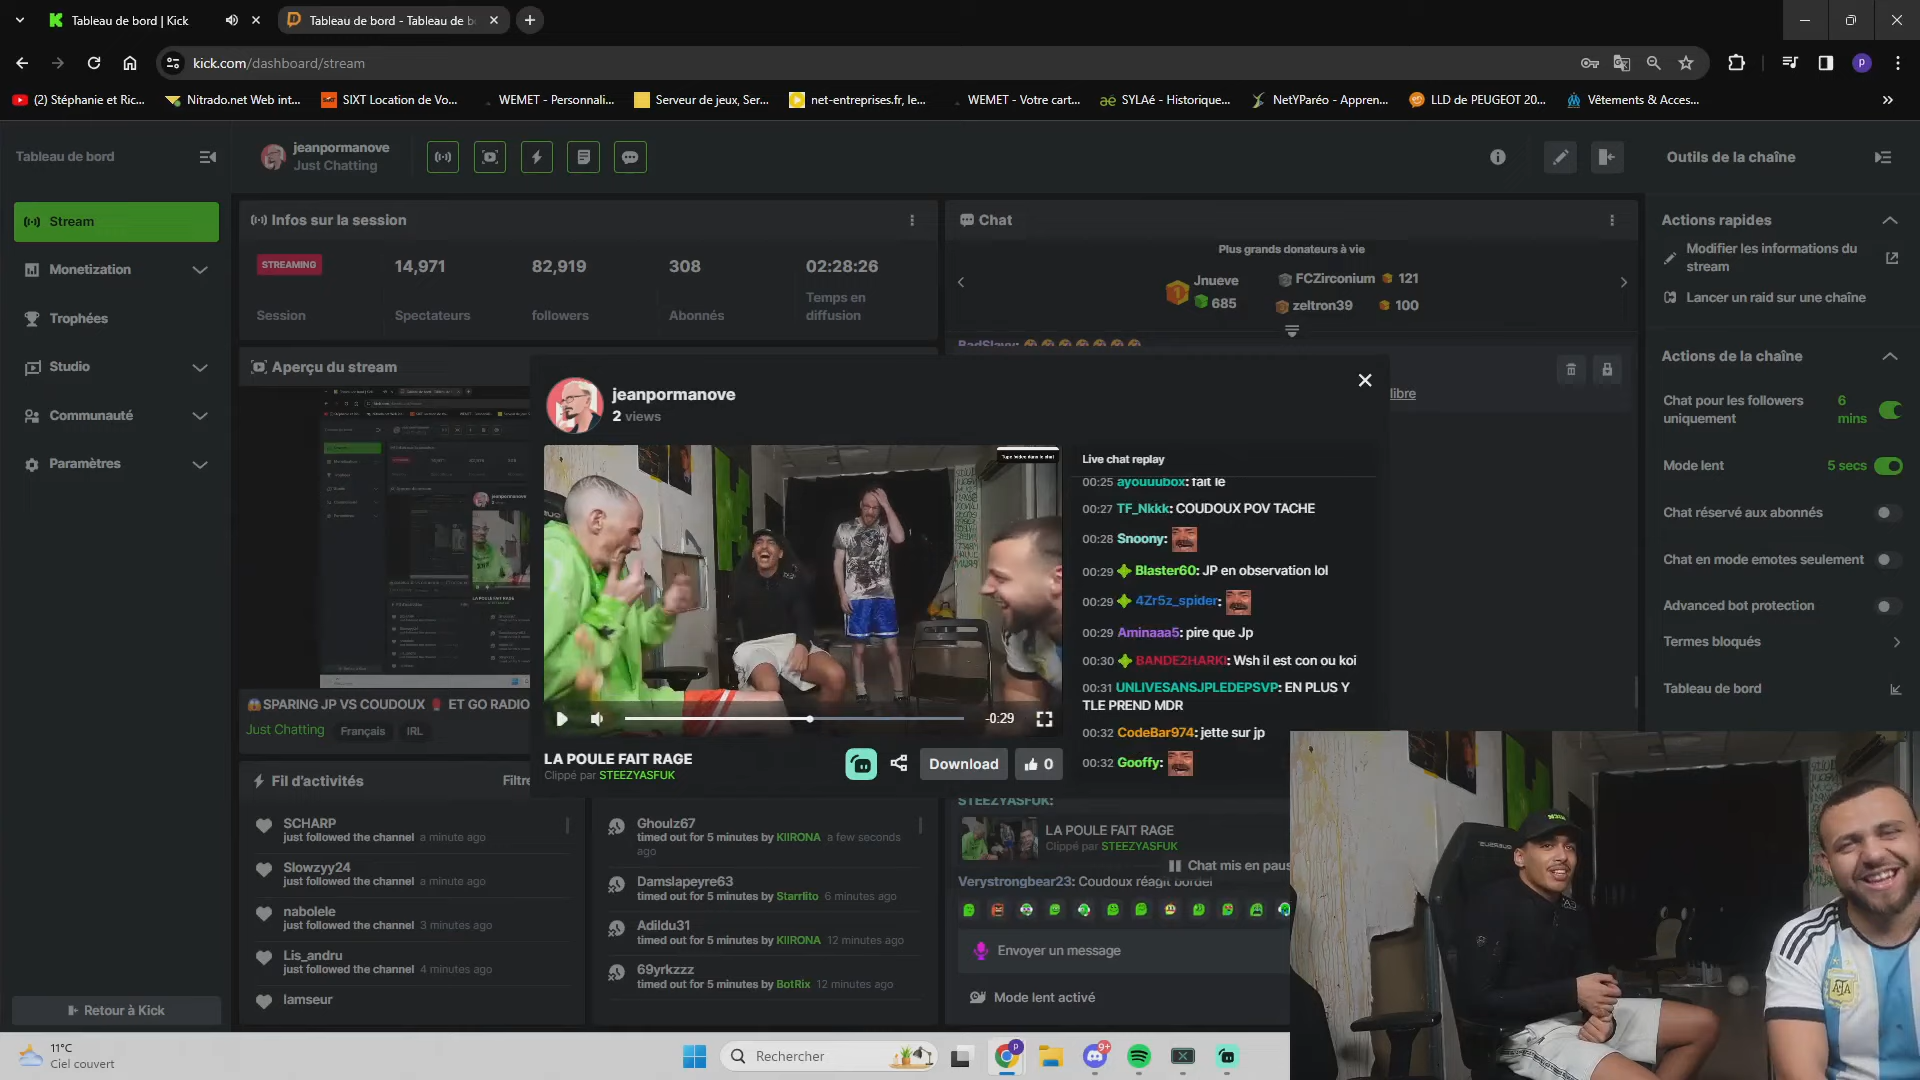 Tableau de bord | Kick
Tableau de bord - Tableau de b
kick.com/dashboard/stream
(2) Stéphanie et Ric...
Nitrado.net Web int...
SIXT Location de Vo...
WEMET - Personnali...
Serveur de jeux, Ser...
net-entreprises.fr, le...
WEMET - Votre cart...
SYLAé - Historique...
NetYParéo - Appren...
LLD de PEUGEOT 20...
Vêtements & Acces...
Tableau de bord
jeanpormanove
Just Chatting
Outils de la chaîne
Stream
Monetization
Trophées
Studio
Communauté
Paramètres
Retour à Kick
Infos sur la session
STREAMING
14,971
82,919
308
02:28:26
Session
Spectateurs
followers
Abonnés
Temps en
diffusion
Aperçu du stream
SPARING JP VS COUDOUX
ET GO RADIO
Just Chatting
Français
IRL
Fil d'activités
Filtre
SCHARP
just followed the channel a minute ago
Slowzyy24
just followed the channel a minute ago
nabolele
just followed the channel 3 minutes ago
Lis_andru
just followed the channel 4 minutes ago
lamseur
Ghoulz67
timed out for 5 minutes by KIIRONA a few seconds
ago
Damslapeyre63
timed out for 5 minutes by Starrlito 6 minutes ago
Adildu31
timed out for 5 minutes by KIIRONA 12 minutes ago
69yrkzzz
timed out for 5 minutes by BotRix 12 minutes ago
Chat
Plus grands donateurs à vie
Jnueve
685
FCZirconium 121
zeltron39 100
BadSlayy:
libre
jeanpormanove
2 views
-0:29
LA POULE FAIT RAGE
Clippé par STEEZYASFUK
Download
0
Live chat replay
00:25 ayouuubox: fait le
00:27 TF_Nkkk: COUDOUX POV TACHE
00:28 Snoony:
00:29 Blaster60: JP en observation lol
00:29 4Zr5z_spider:
00:29 Aminaaa5: pire que Jp
00:30 BANDE2HARKI: Wsh il est con ou koi
00:31 UNLIVESANSJPLEDEPSVP: EN PLUS Y
TLE PREND MDR
00:32 CodeBar974: jette sur jp
00:32 Gooffy:
STEEZYASFUK:
LA POULE FAIT RAGE
Clippé par STEEZYASFUK
Chat mis en paus
Verystrongbear23: Coudoux réagit bordel
Envoyer un message
Mode lent activé
Actions rapides
Modifier les informations du
stream
Lancer un raid sur une chaîne
Actions de la chaîne
Chat pour les followers
uniquement
6
mins
Mode lent
5 secs
Chat réservé aux abonnés
Chat en mode emotes seulement
Advanced bot protection
Termes bloqués
Tableau de bord
11°C
Ciel couvert
Rechercher
9+